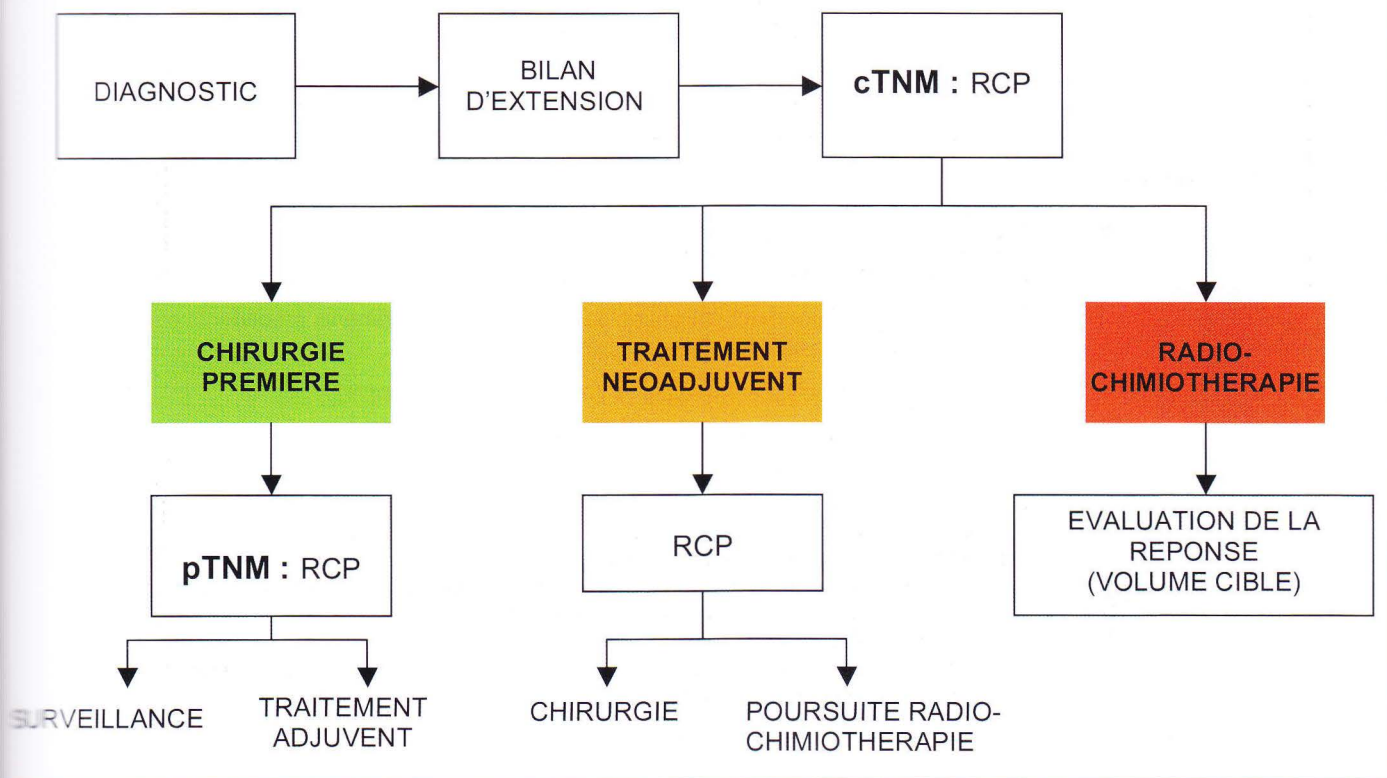 DIAGNOSTIC
BILAN
D'EXTENSION
cTNM : RCP
CHIRURGIE
PREMIERE
TRAITEMENT
NEOADJUVENT
RADIO-
CHIMIOTHERAPIE
pTNM : RCP
RCP
EVALUATION DE LA
REPONSE
(VOLUME CIBLE)
SURVEILLANCE
TRAITEMENT
ADJUVENT
CHIRURGIE
POURSUITE RADIO-
CHIMIOTHERAPIE